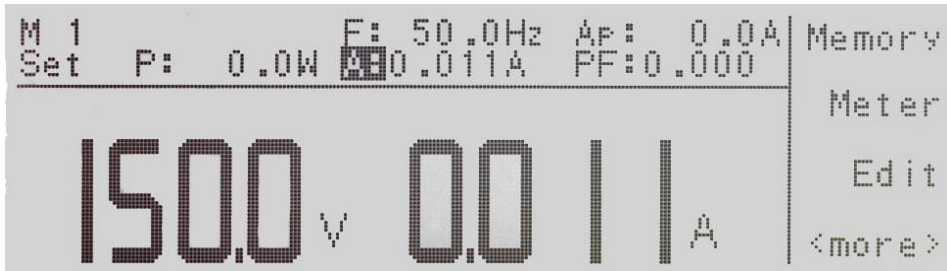 M 1 F: 50.0Hz Ap: 0.0A
Set P: 0.0W A:0.011A PF:0.000
150.0 V 0.011 A
Memory
Meter
Edit
<more>